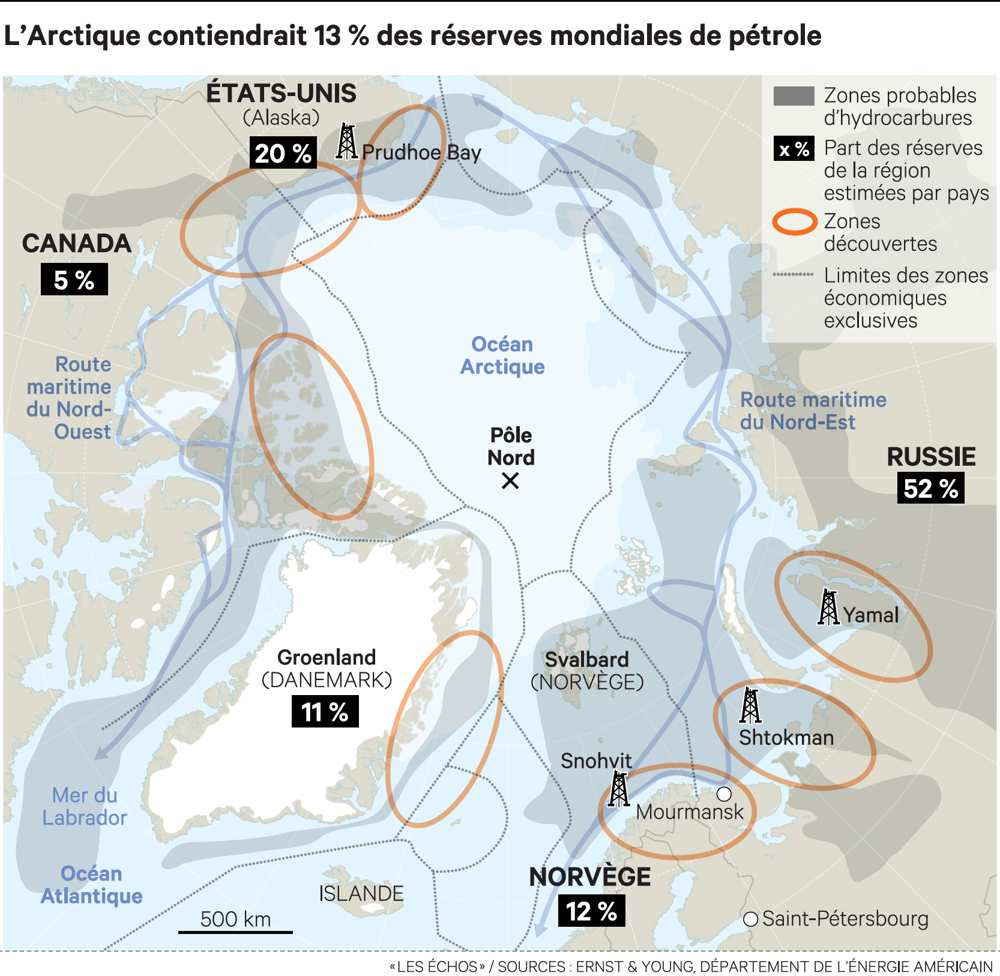 L'Arctique contiendrait 13 % des réserves mondiales de pétrole
ÉTATS-UNIS
(Alaska)
20 %
Prudhoe Bay
Zones probables
d'hydrocarbures
x %
Part des réserves
de la région
estimées par pays
Zones
découvertes
Limites des zones
économiques
exclusives
CANADA
5 %
Route
maritime
du Nord-
Ouest
Océan
Arctique
Pôle
Nord
Route maritime
du Nord-Est
RUSSIE
52 %
Yamal
Groenland
(DANEMARK)
11 %
Svalbard
(NORVÈGE)
Shtokman
Snohvit
Mourmansk
Mer du
Labrador
Océan
Atlantique
ISLANDE
NORVÈGE
12 %
500 km
Saint-Pétersbourg
« LES ÉCHOS » / SOURCES : ERNST & YOUNG, DÉPARTEMENT DE L'ÉNERGIE AMÉRICAIN